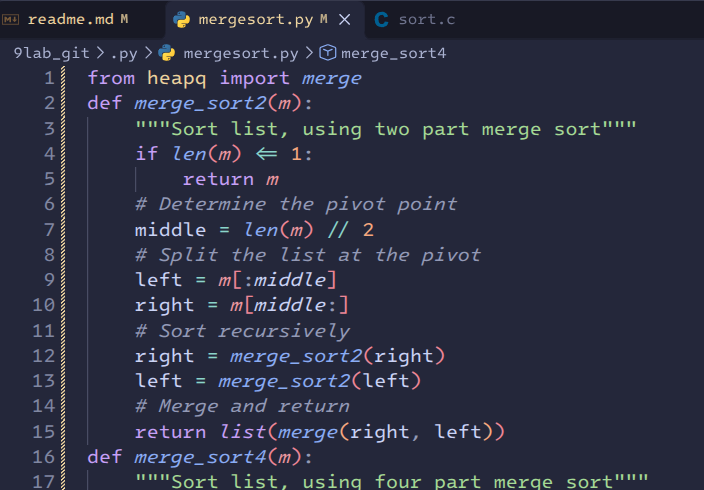 readme.md M mergesort.py M × C sort.c
9lab_git > .py > mergesort.py > merge_sort4
1 from heapq import merge
2 def merge_sort2(m):
3 """Sort list, using two part merge sort"""
4 if len(m) <= 1:
5 return m
6 # Determine the pivot point
7 middle = len(m) // 2
8 # Split the list at the pivot
9 left = m[:middle]
10 right = m[middle:]
11 # Sort recursively
12 right = merge_sort2(right)
13 left = merge_sort2(left)
14 # Merge and return
15 return list(merge(right, left))
16 def merge_sort4(m):
17 """Sort list, using four part merge sort"""